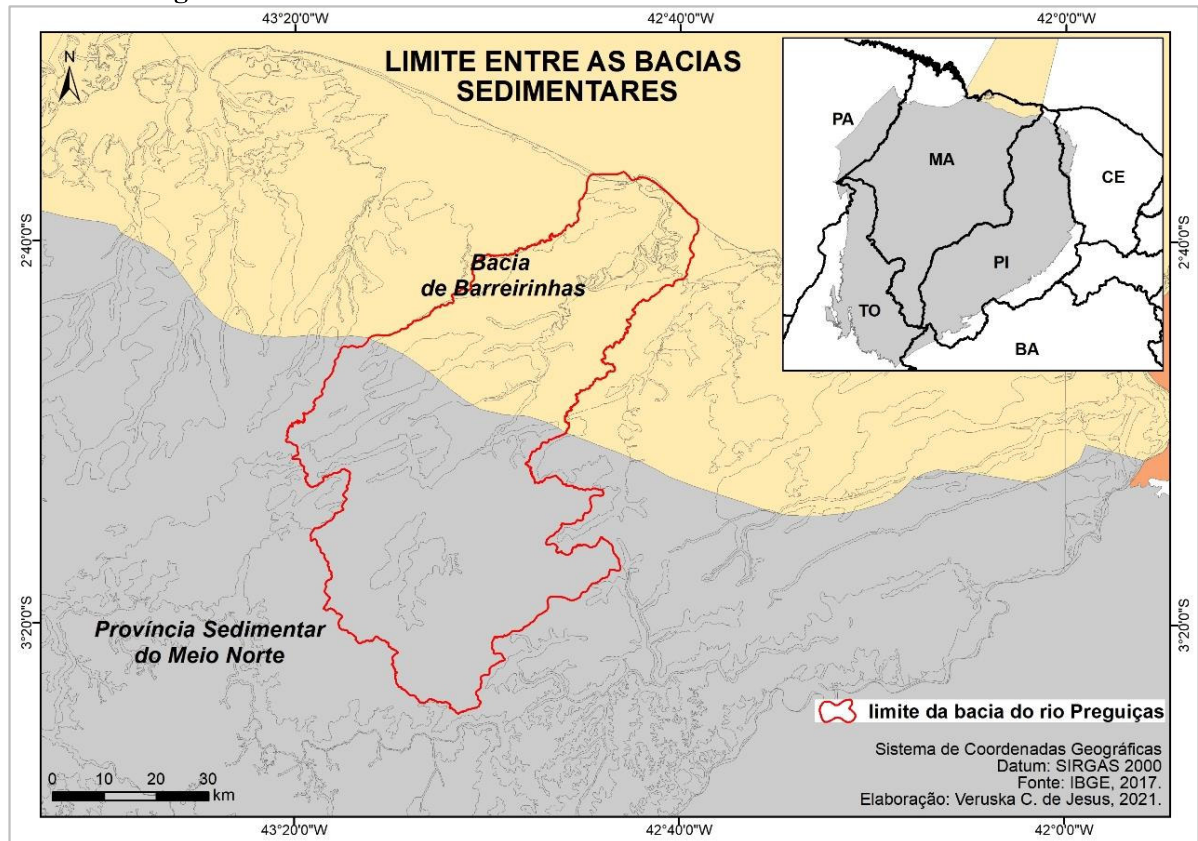 43°20'0"W
42°40'0"W
42°0'0"W
N
LIMITE ENTRE AS BACIAS
SEDIMENTARES
PA
MA
CE
PI
TO
BA
2°40'0"S
2°40'0"S
Bacia
de Barreirinhas
Província Sedimentar
do Meio Norte
3°20'0"S
3°20'0"S
limite da bacia do rio Preguiças
Sistema de Coordenadas Geográficas
Datum: SIRGAS 2000
Fonte: IBGE, 2017.
Elaboração: Veruska C. de Jesus, 2021.
0 10 20 30
km
43°20'0"W
42°40'0"W
42°0'0"W